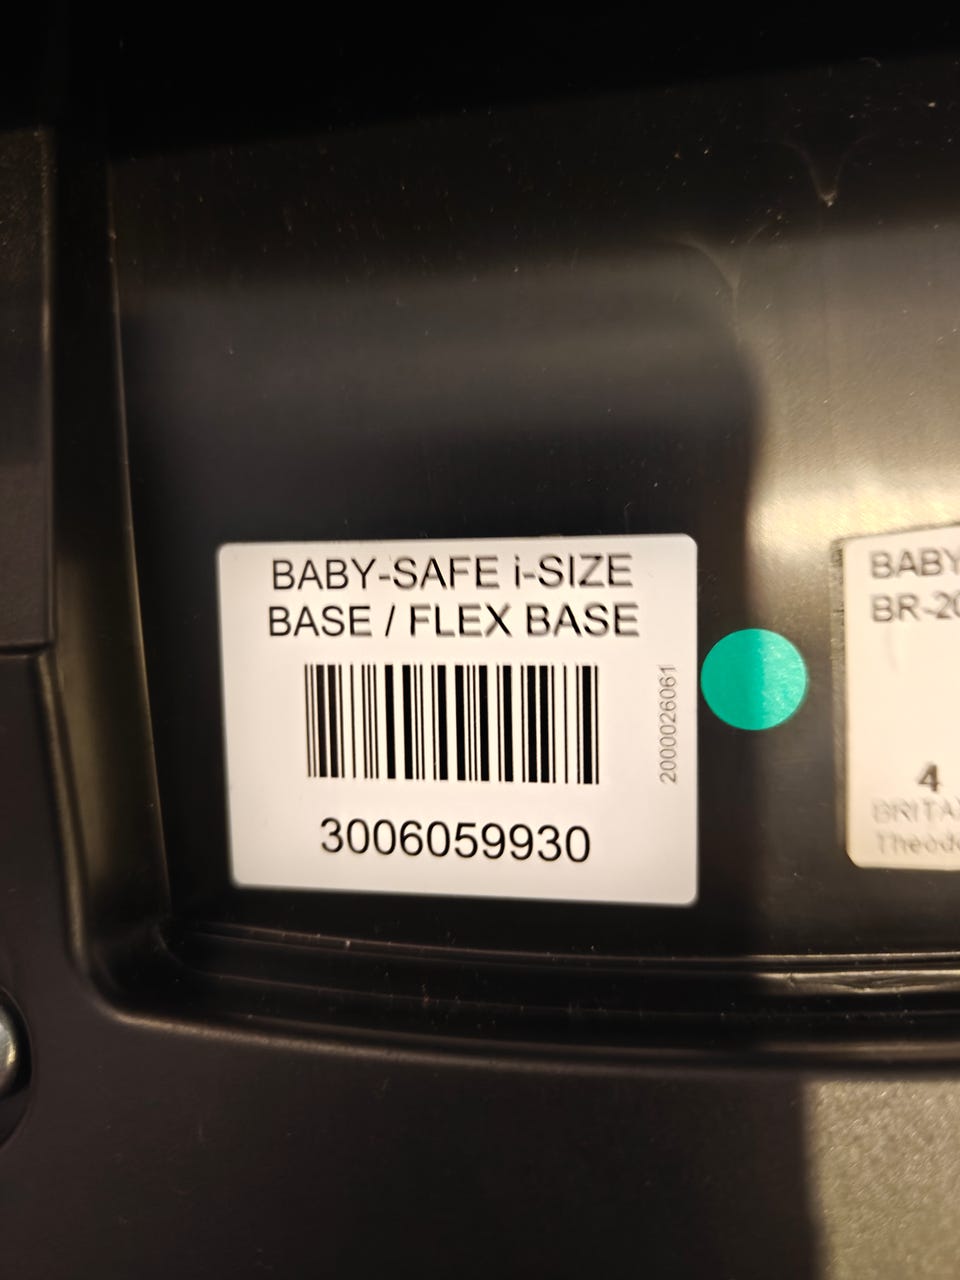 BABY-SAFE i-SIZE
BASE / FLEX BASE
2000026061
3006059930
BABY
4